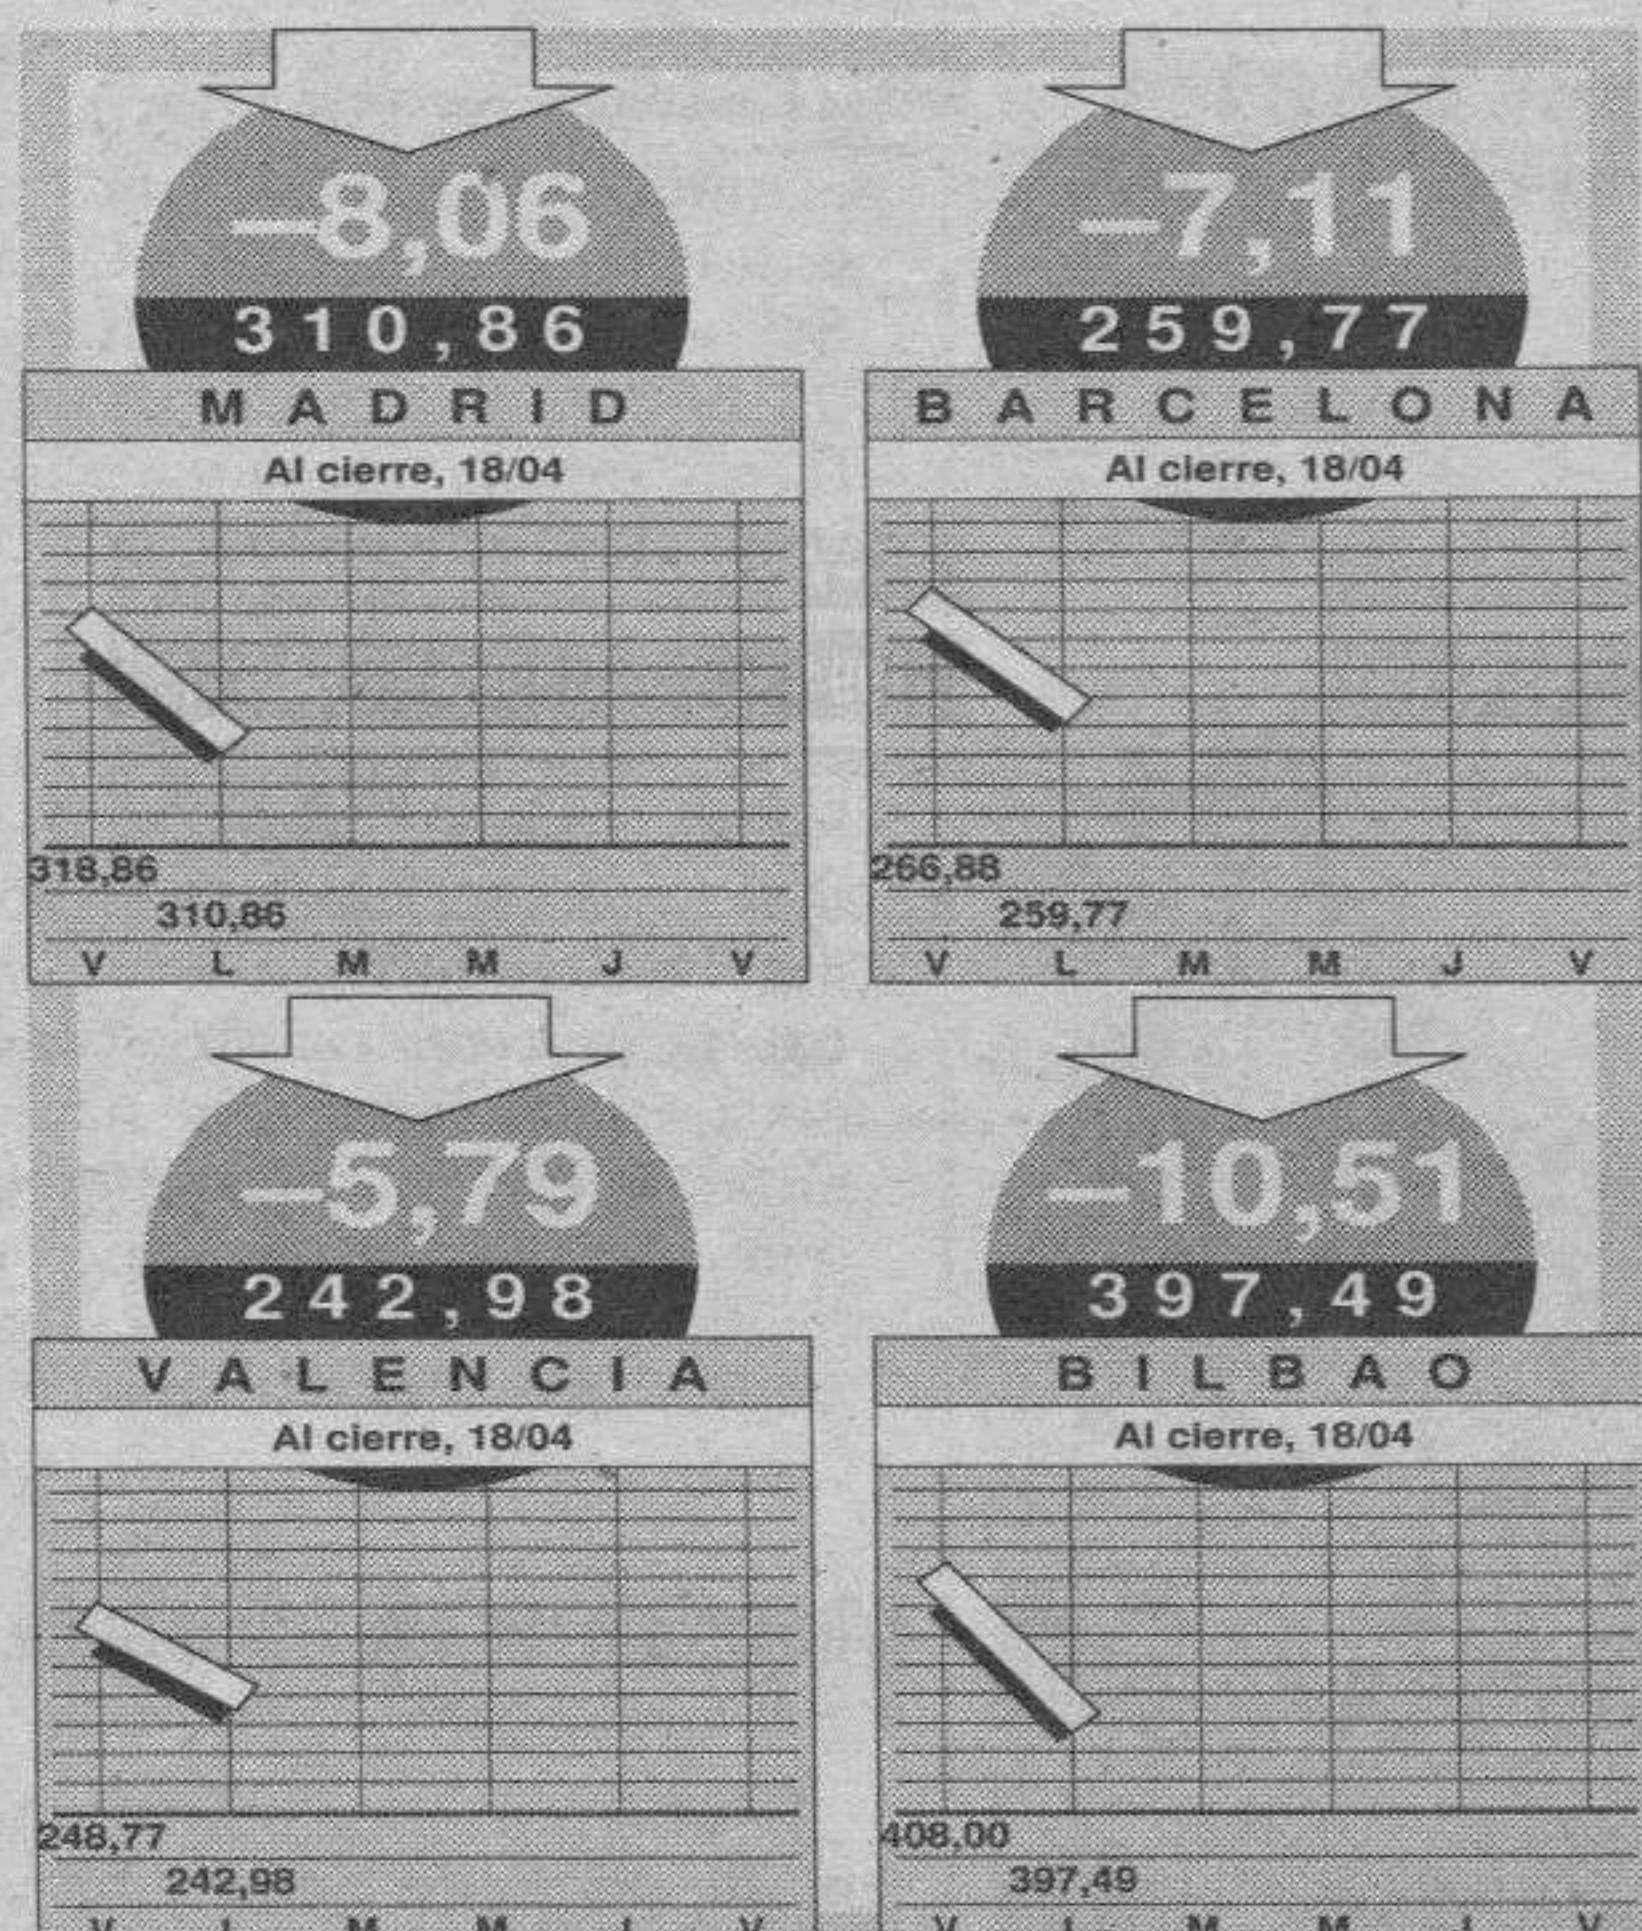 –8,06
310,86
MADRID
Al cierre, 18/04
318,86
310,86
V L M M J V
–7,11
259,77
BARCELONA
Al cierre, 18/04
266,88
259,77
V L M M J V
–5,79
242,98
VALENCIA
Al cierre, 18/04
248,77
242,98
V L M M J V
–10,51
397,49
BILBAO
Al cierre, 18/04
408,00
397,49
V L M M J V